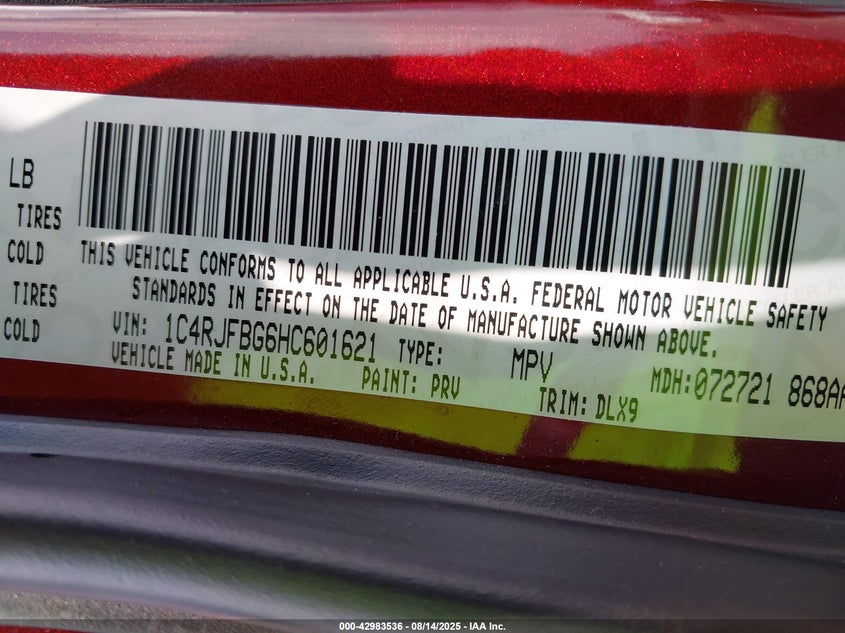 LB
TIRES
COLD
TIRES
COLD
THIS VEHICLE CONFORMS TO ALL APPLICABLE U.S.A. FEDERAL MOTOR VEHICLE SAFETY
STANDARDS IN EFFECT ON THE DATE OF MANUFACTURE SHOWN ABOVE.
VIN: 1C4RJFBG6HC601621 TYPE: MPV MDH:072721 868AA
VEHICLE MADE IN U.S.A. PAINT: PRV TRIM: DLX9
000-42983536 - 08/14/2025 - IAA Inc.